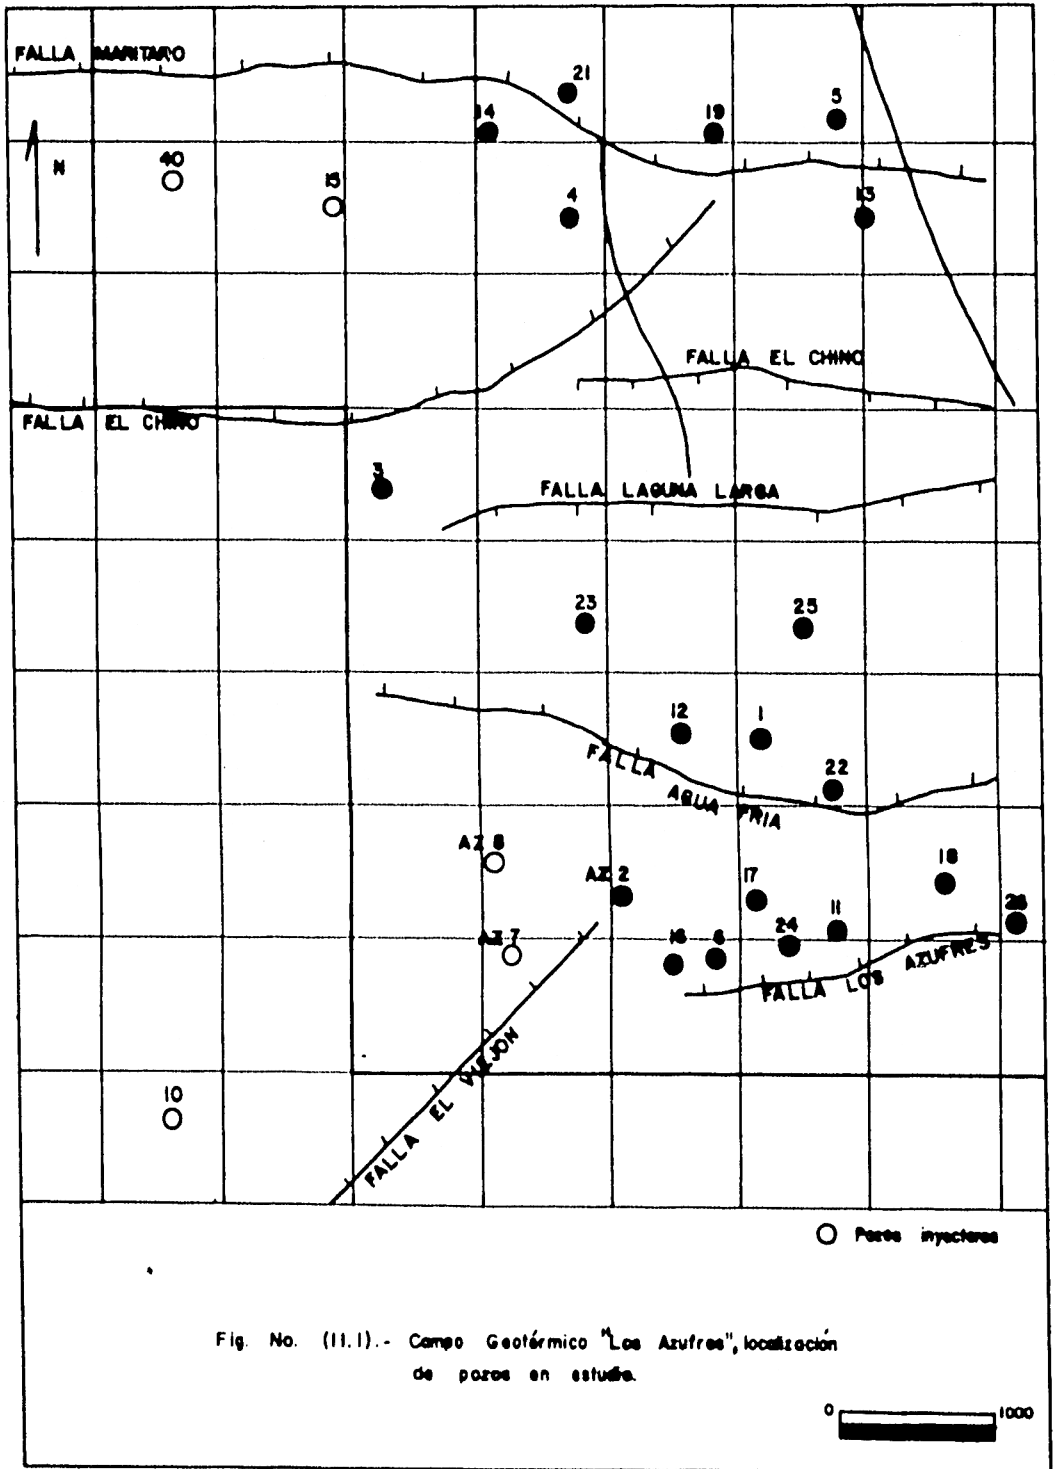 FALLA MARITARO
21
14
19
5
N
40
15
4
13
FALLA EL CHINO
FALLA EL CHINO
3
FALLA LAGUNA LARGA
23
25
12
1
FALLA AGUA FRIA
22
AZ 8
AZ 2
17
18
11
26
AZ 7
16
6
24
FALLA LOS AZUFRES
FALLA EL VIEJON
10
Pozos inyectores
Fig. No. (11.1).- Campo Geotérmico "Los Azufres", localización
de pozos en estudio.
0
1000